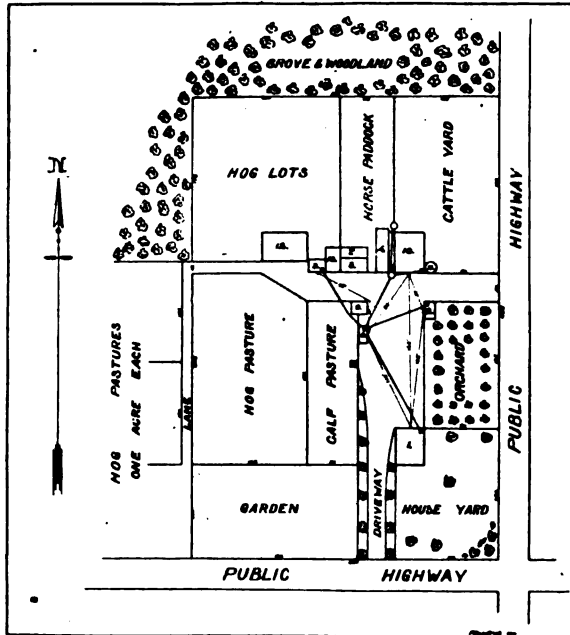 GROVE & WOODLAND
N
HOG LOTS
HORSE PADDOCK
CATTLE YARD
HIGHWAY
HOG PASTURES
ONE ACRE EACH
LANE
HOG PASTURE
CALF PASTURE
ORCHARD
PUBLIC
GARDEN
DRIVEWAY
HOUSE YARD
PUBLIC HIGHWAY